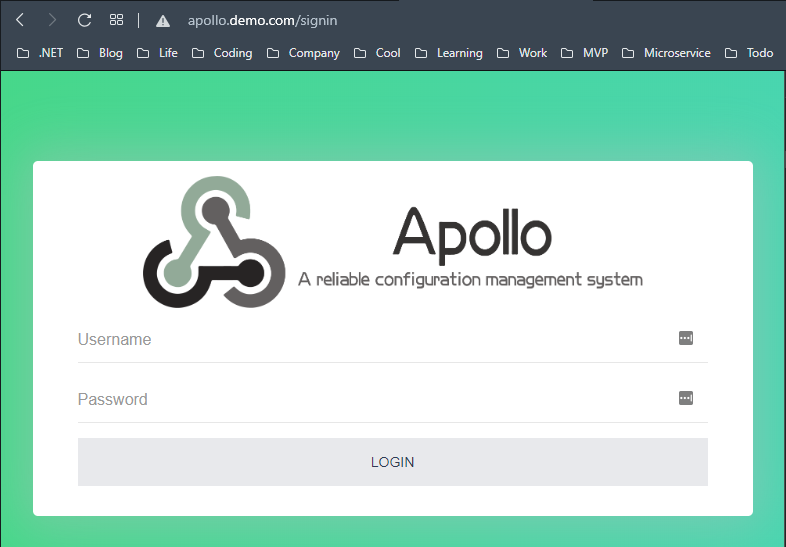 apollo.demo.com/signin
.NET Blog Life Coding Company Cool Learning Work MVP Microservice Todo
Apollo
A reliable configuration management system
Username
Password
LOGIN